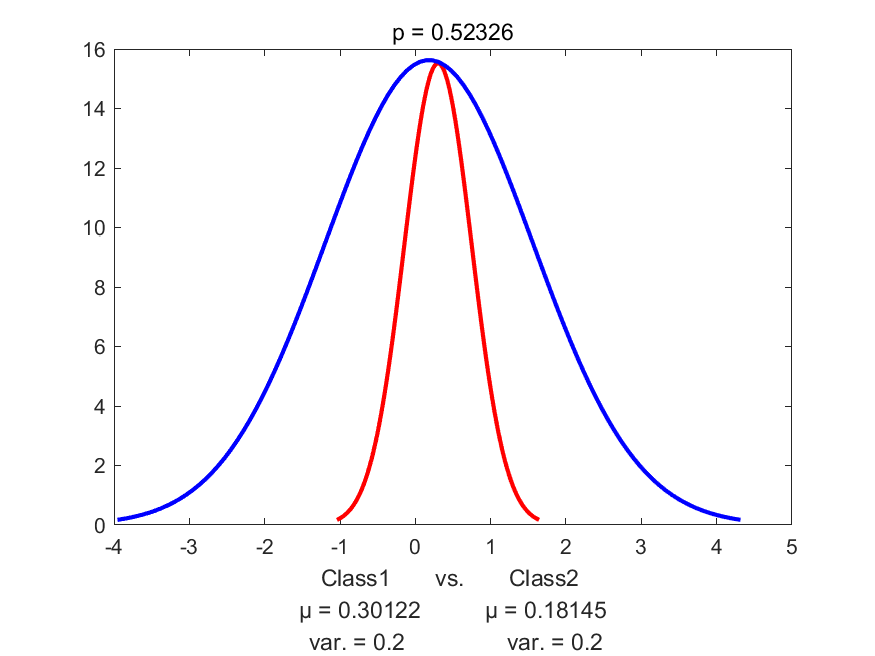 p = 0.52326
16
14
12
10
8
6
4
2
0
-4 -3 -2 -1 0 1 2 3 4 5
Class1 vs. Class2
μ = 0.30122 μ = 0.18145
var. = 0.2 var. = 0.2